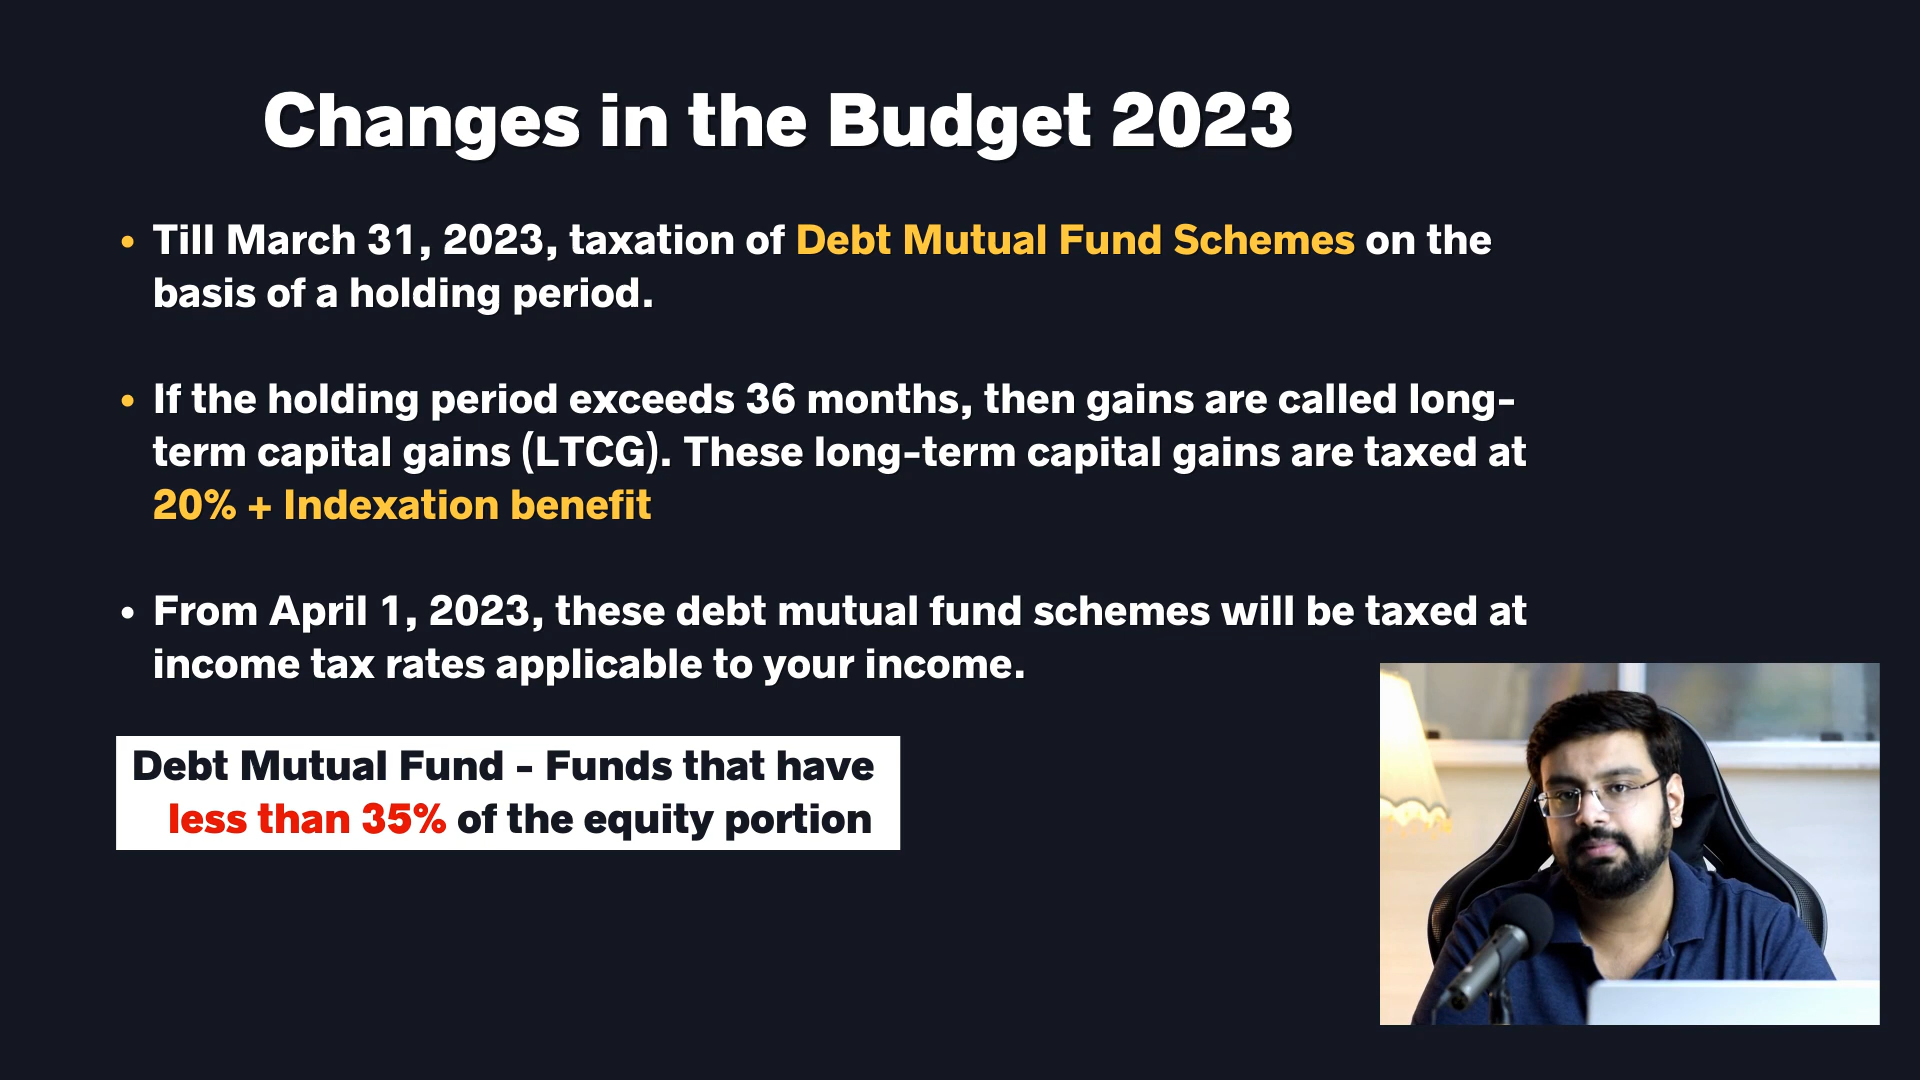 Changes in the Budget 2023
• Till March 31, 2023, taxation of Debt Mutual Fund Schemes on the
basis of a holding period.
• If the holding period exceeds 36 months, then gains are called long-
term capital gains (LTCG). These long-term capital gains are taxed at
20% + Indexation benefit
• From April 1, 2023, these debt mutual fund schemes will be taxed at
income tax rates applicable to your income.
Debt Mutual Fund - Funds that have
less than 35% of the equity portion